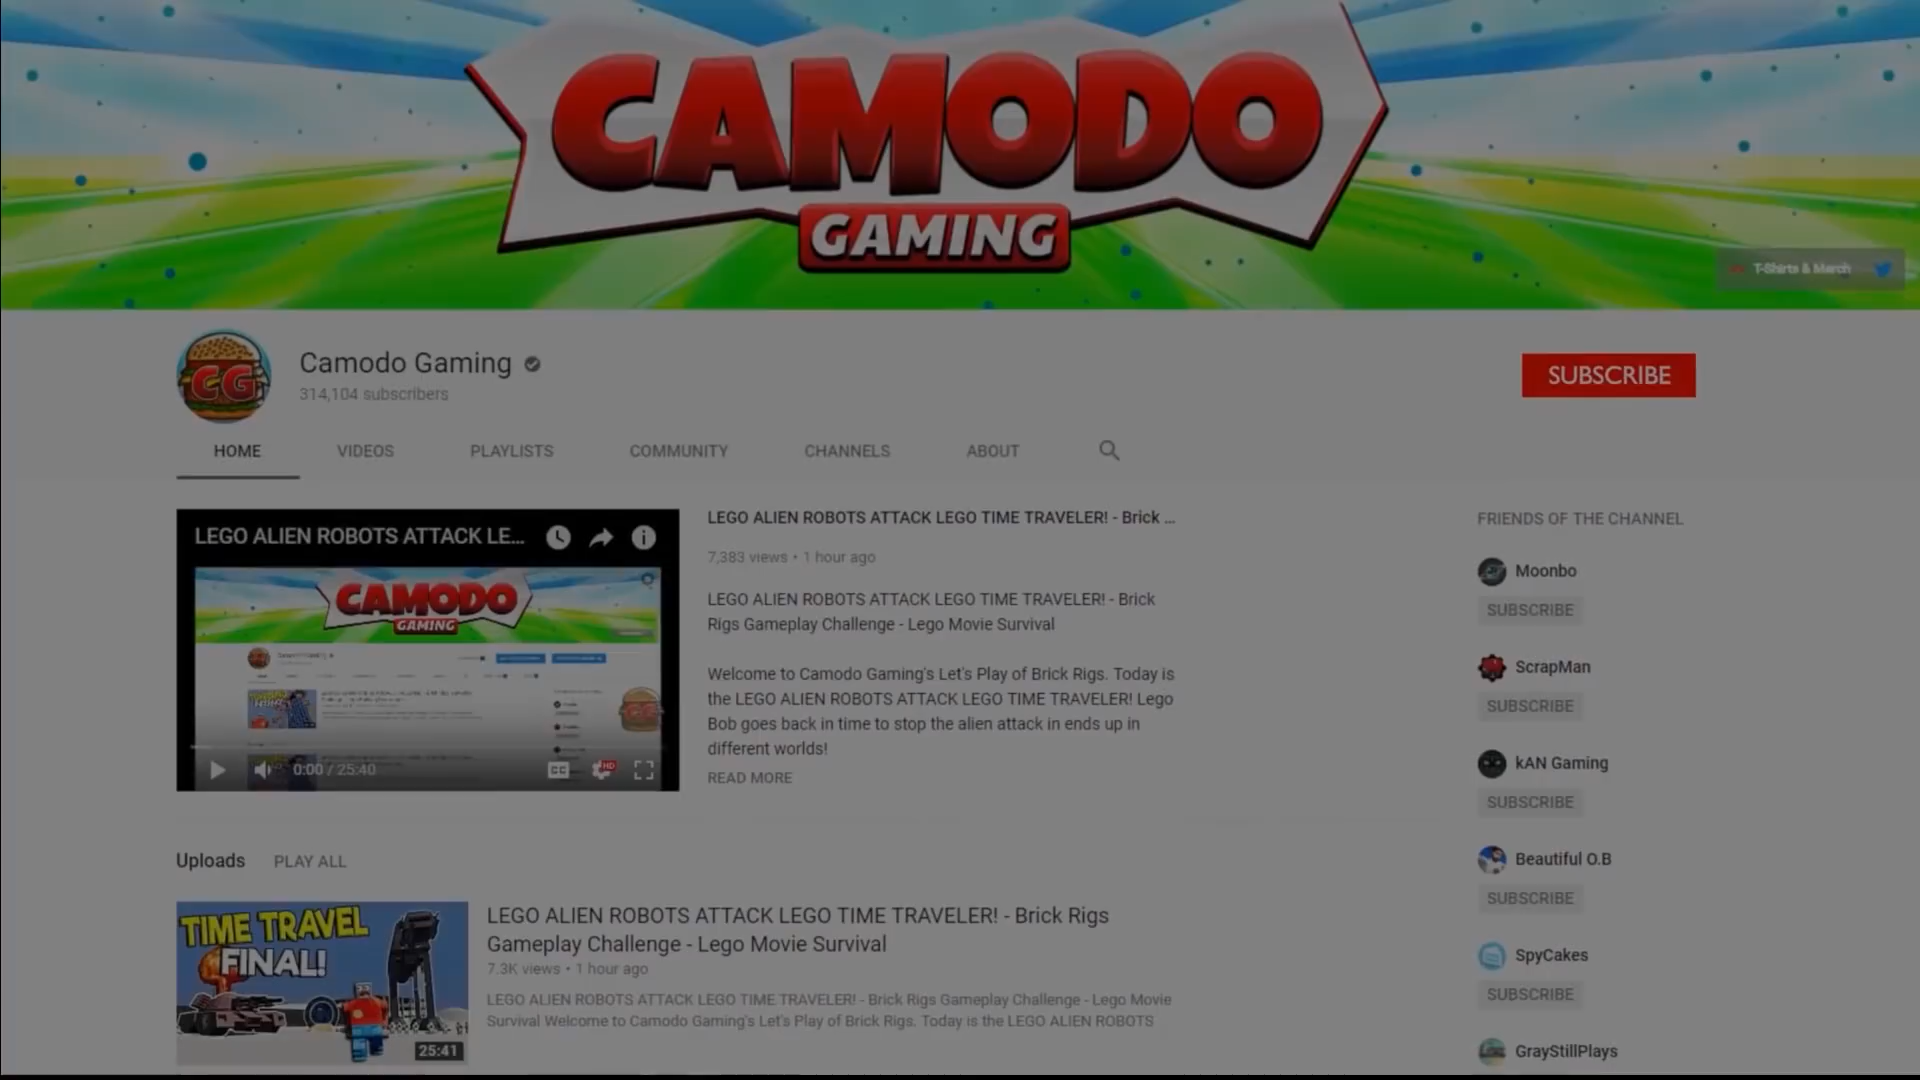 CAMODO
GAMING
T-Shirts & Merch
CG
Camodo Gaming
314,104 subscribers
SUBSCRIBE
HOME VIDEOS PLAYLISTS COMMUNITY CHANNELS ABOUT
LEGO ALIEN ROBOTS ATTACK LE...
CAMODO
GAMING
0:00 / 25:40
CC
HD
LEGO ALIEN ROBOTS ATTACK LEGO TIME TRAVELER! - Brick ...
7,383 views • 1 hour ago
LEGO ALIEN ROBOTS ATTACK LEGO TIME TRAVELER! - Brick
Rigs Gameplay Challenge - Lego Movie Survival
Welcome to Camodo Gaming's Let's Play of Brick Rigs. Today is
the LEGO ALIEN ROBOTS ATTACK LEGO TIME TRAVELER! Lego
Bob goes back in time to stop the alien attack in ends up in
different worlds!
READ MORE
FRIENDS OF THE CHANNEL
Moonbo
SUBSCRIBE
ScrapMan
SUBSCRIBE
kAN Gaming
SUBSCRIBE
Beautiful O.B
SUBSCRIBE
SpyCakes
SUBSCRIBE
GrayStillPlays
Uploads PLAY ALL
TIME TRAVEL
FINAL!
25:41
LEGO ALIEN ROBOTS ATTACK LEGO TIME TRAVELER! - Brick Rigs
Gameplay Challenge - Lego Movie Survival
7.3K views • 1 hour ago
LEGO ALIEN ROBOTS ATTACK LEGO TIME TRAVELER! - Brick Rigs Gameplay Challenge - Lego Movie
Survival Welcome to Camodo Gaming's Let's Play of Brick Rigs. Today is the LEGO ALIEN ROBOTS